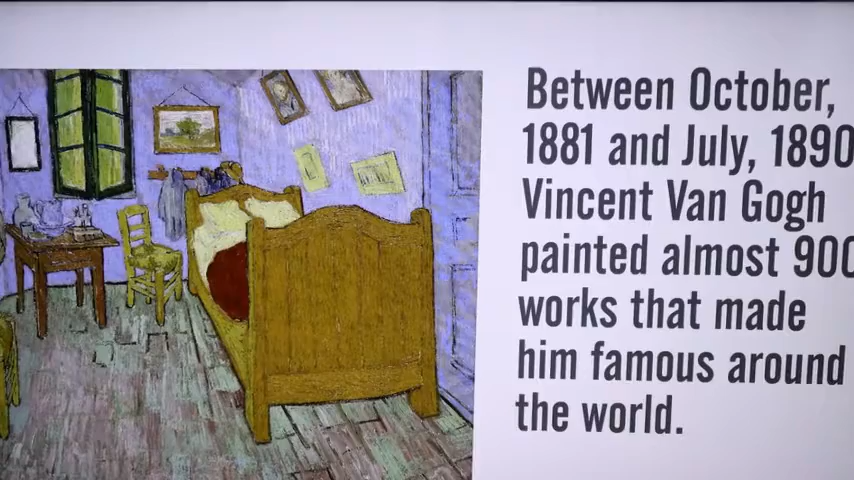 Between October,
1881 and July, 1890
Vincent Van Gogh
painted almost 900
works that made
him famous around
the world.